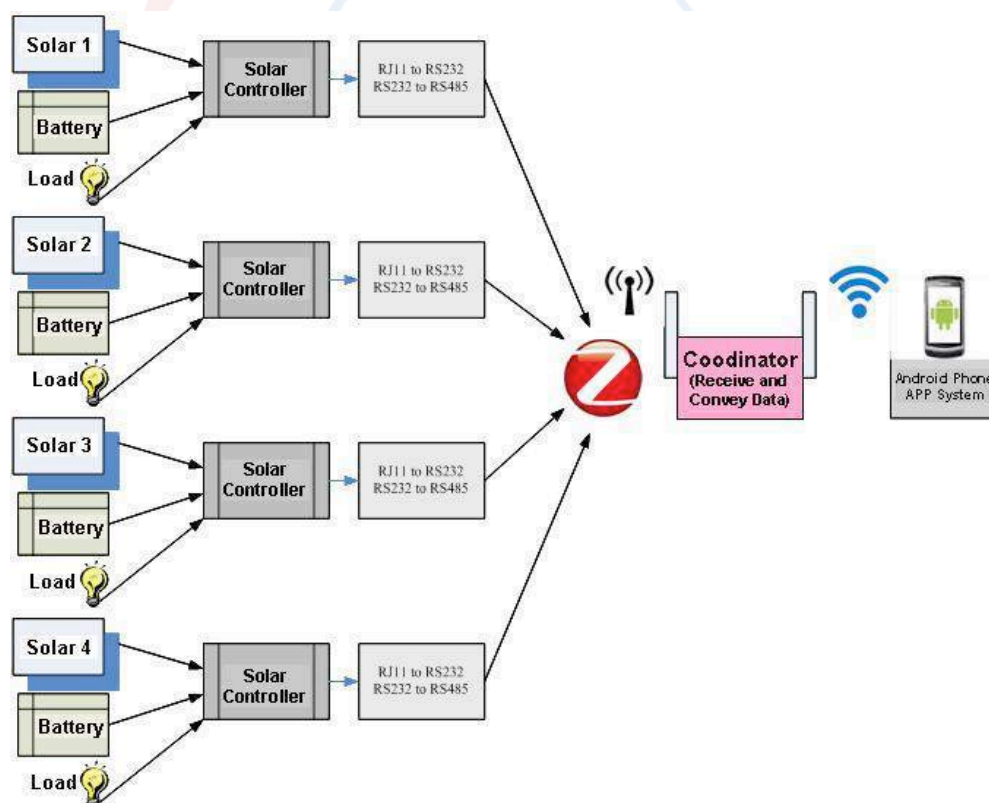 Solar 1
Battery
Load
Solar
Controller
RJ11 to RS232
RS232 to RS485
Solar 2
Battery
Load
Solar
Controller
RJ11 to RS232
RS232 to RS485
Solar 3
Battery
Load
Solar
Controller
RJ11 to RS232
RS232 to RS485
Solar 4
Battery
Load
Solar
Controller
RJ11 to RS232
RS232 to RS485
Coodinator
(Receive and
Convey Data)
Android Phone
APP System